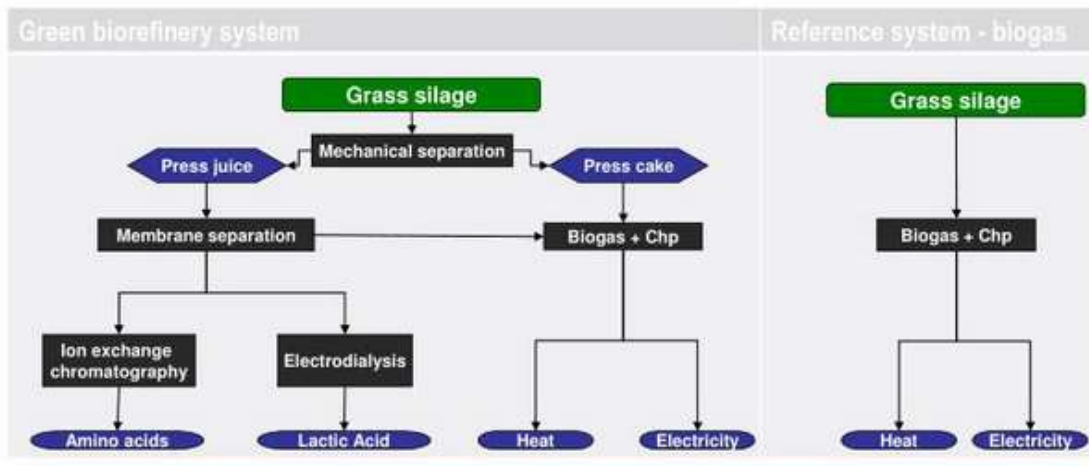 Green biorefinery system
Reference system - biogas
Grass silage
Mechanical separation
Press juice
Press cake
Membrane separation
Biogas + Chp
Ion exchange
chromatography
Electrodialysis
Amino acids
Lactic Acid
Heat
Electricity
Grass silage
Biogas + Chp
Heat
Electricity